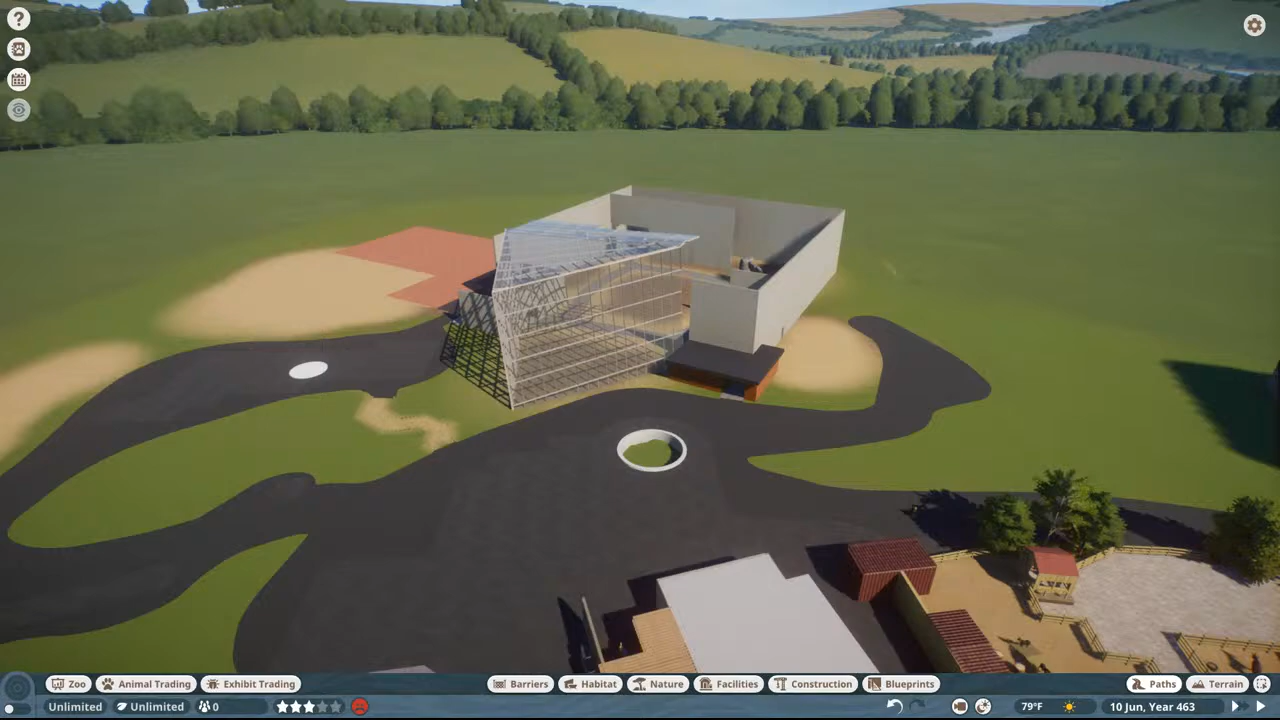 ?
Zoo
Animal Trading
Exhibit Trading
Barriers
Habitat
Nature
Facilities
Construction
Blueprints
Paths
Terrain
Unlimited
Unlimited
0
79°F
10 Jun, Year 463